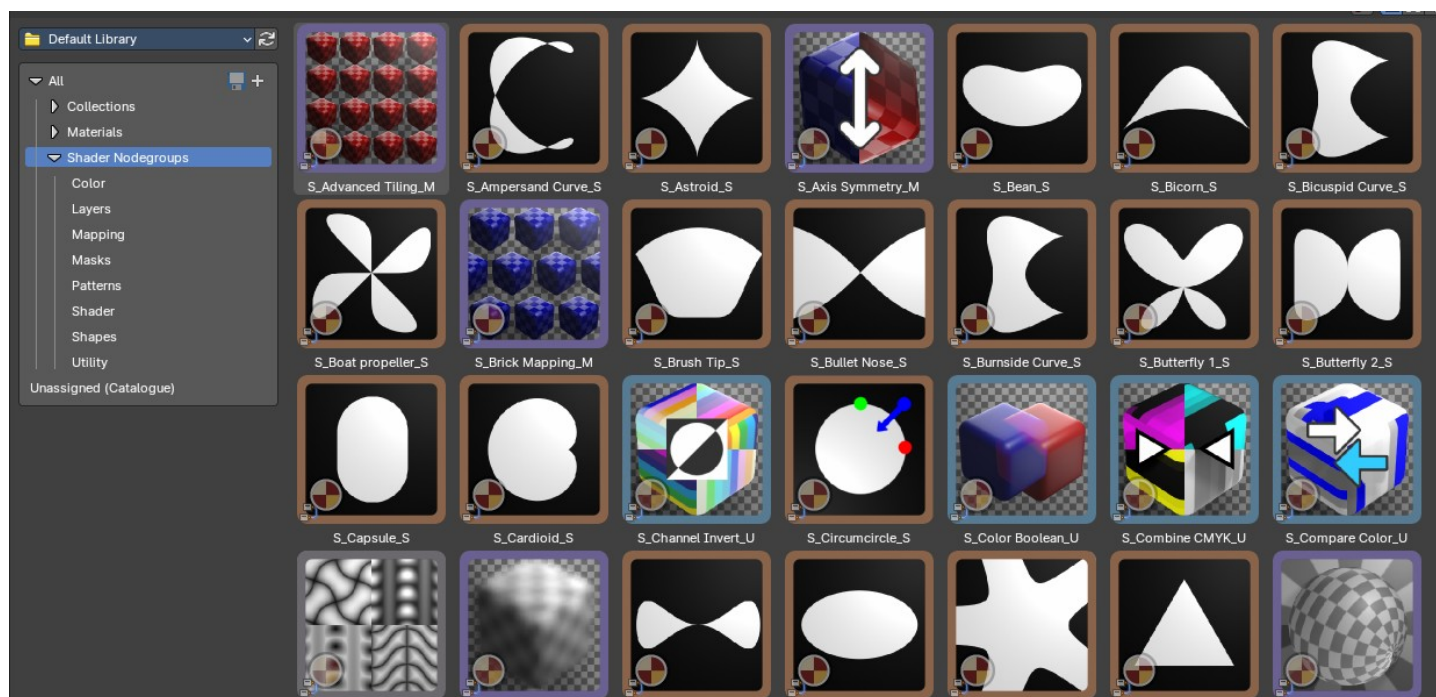 Default Library
All
Collections
Materials
Shader Nodegroups
Color
Layers
Mapping
Masks
Patterns
Shader
Shapes
Utility
Unassigned (Catalogue)
S_Advanced Tiling_M
S_Ampersand Curve_S
S_Astroid_S
S_Axis Symmetry_M
S_Bean_S
S_Bicorn_S
S_Bicuspid Curve_S
S_Boat propeller_S
S_Brick Mapping_M
S_Brush Tip_S
S_Bullet Nose_S
S_Burnside Curve_S
S_Butterfly 1_S
S_Butterfly 2_S
S_Capsule_S
S_Cardioid_S
S_Channel Invert_U
S_Circumcircle_S
S_Color Boolean_U
S_Combine CMYK_U
S_Compare Color_U